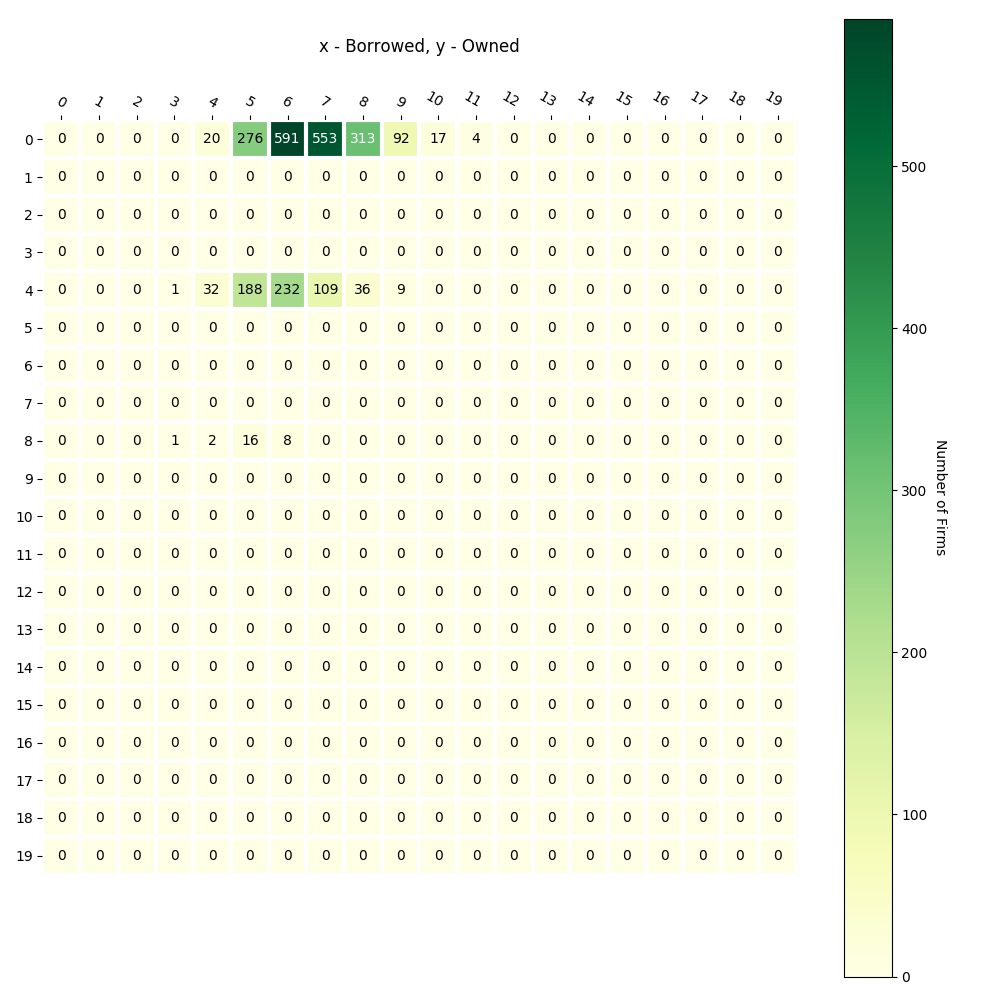 x - Borrowed, y - Owned
0 1 2 3 4 5 6 7 8 9 10 11 12 13 14 15 16 17 18 19
0 0 0 0 0 20 276 591 553 313 92 17 4 0 0 0 0 0 0 0 0
1 0 0 0 0 0 0 0 0 0 0 0 0 0 0 0 0 0 0 0 0
2 0 0 0 0 0 0 0 0 0 0 0 0 0 0 0 0 0 0 0 0
3 0 0 0 0 0 0 0 0 0 0 0 0 0 0 0 0 0 0 0 0
4 0 0 0 1 32 188 232 109 36 9 0 0 0 0 0 0 0 0 0 0
5 0 0 0 0 0 0 0 0 0 0 0 0 0 0 0 0 0 0 0 0
6 0 0 0 0 0 0 0 0 0 0 0 0 0 0 0 0 0 0 0 0
7 0 0 0 0 0 0 0 0 0 0 0 0 0 0 0 0 0 0 0 0
8 0 0 0 1 2 16 8 0 0 0 0 0 0 0 0 0 0 0 0 0
9 0 0 0 0 0 0 0 0 0 0 0 0 0 0 0 0 0 0 0 0
10 0 0 0 0 0 0 0 0 0 0 0 0 0 0 0 0 0 0 0 0
11 0 0 0 0 0 0 0 0 0 0 0 0 0 0 0 0 0 0 0 0
12 0 0 0 0 0 0 0 0 0 0 0 0 0 0 0 0 0 0 0 0
13 0 0 0 0 0 0 0 0 0 0 0 0 0 0 0 0 0 0 0 0
14 0 0 0 0 0 0 0 0 0 0 0 0 0 0 0 0 0 0 0 0
15 0 0 0 0 0 0 0 0 0 0 0 0 0 0 0 0 0 0 0 0
16 0 0 0 0 0 0 0 0 0 0 0 0 0 0 0 0 0 0 0 0
17 0 0 0 0 0 0 0 0 0 0 0 0 0 0 0 0 0 0 0 0
18 0 0 0 0 0 0 0 0 0 0 0 0 0 0 0 0 0 0 0 0
19 0 0 0 0 0 0 0 0 0 0 0 0 0 0 0 0 0 0 0 0
500
400
300
200
100
0
Number of Firms